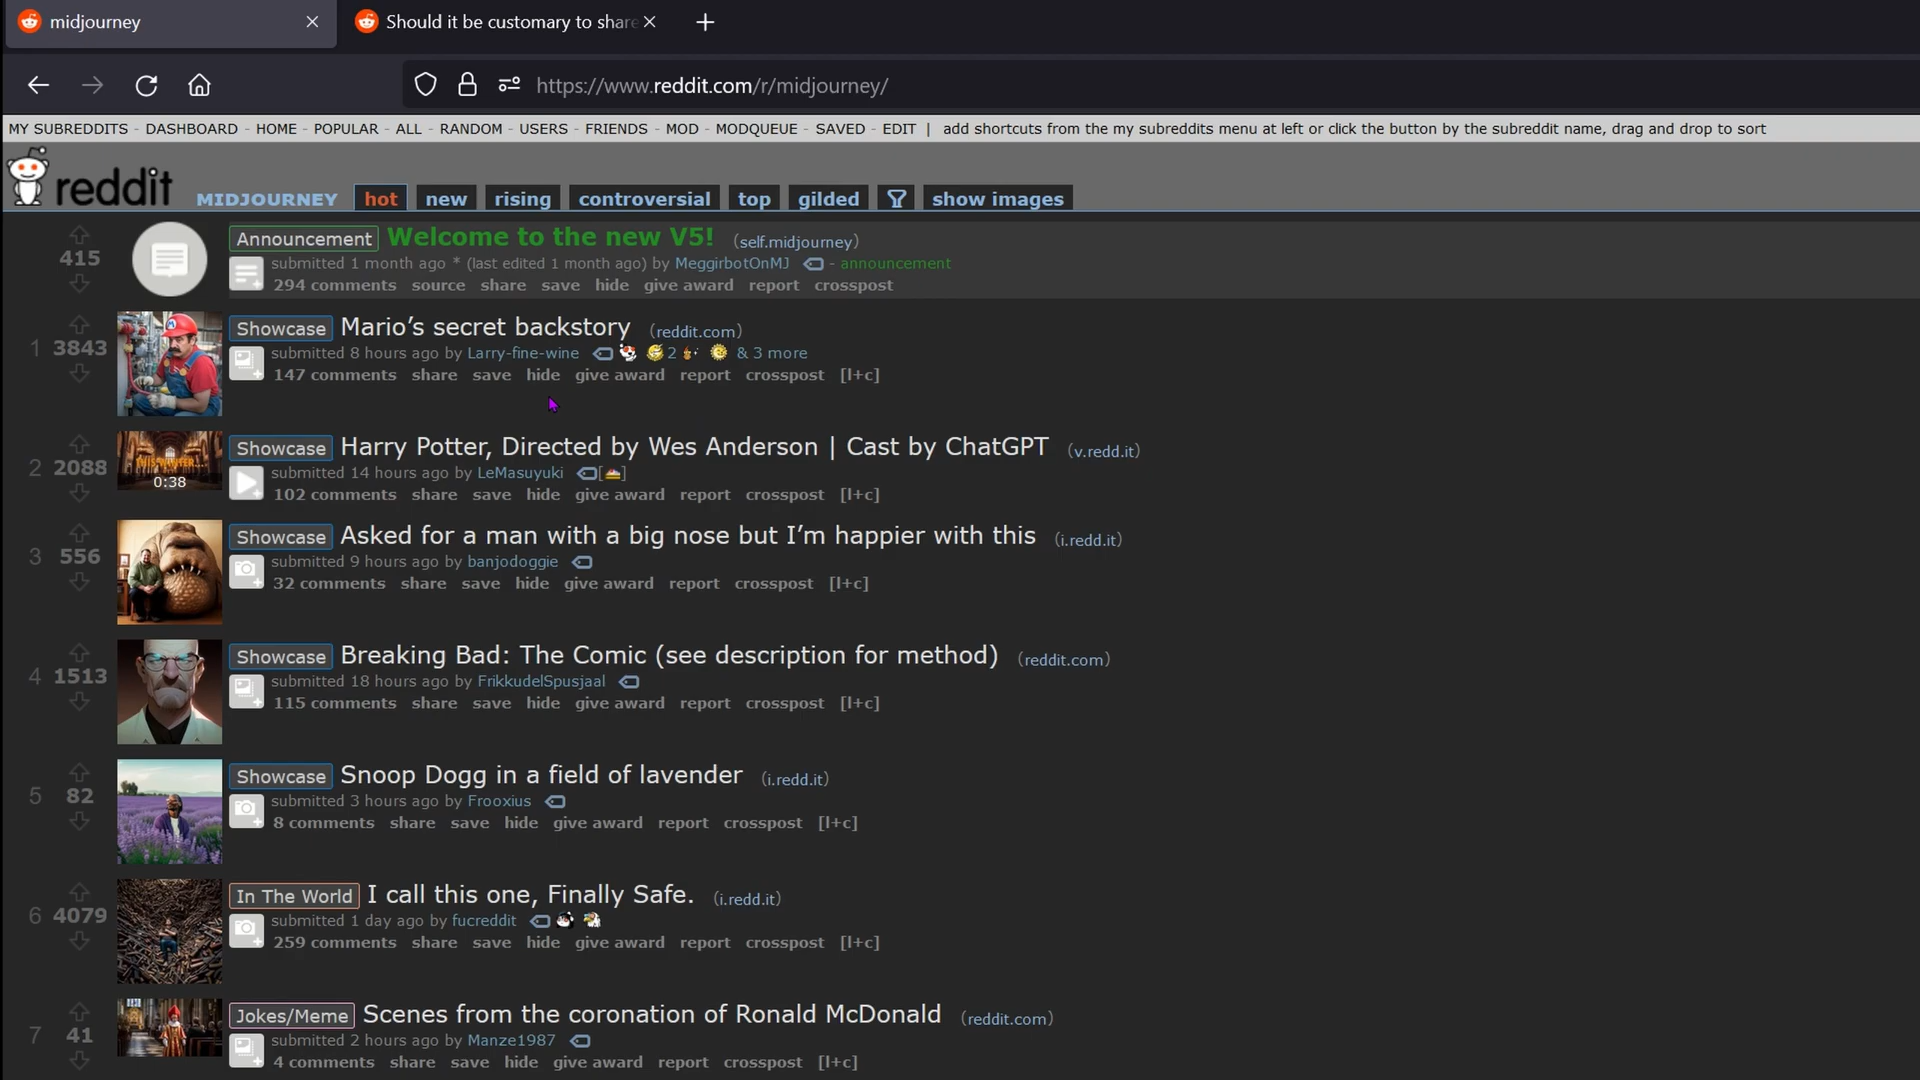 midjourney
Should it be customary to share
https://www.reddit.com/r/midjourney/
MY SUBREDDITS - DASHBOARD - HOME - POPULAR - ALL - RANDOM - USERS - FRIENDS - MOD - MODQUEUE - SAVED - EDIT | add shortcuts from the my subreddits menu at left or click the button by the subreddit name, drag and drop to sort
reddit MIDJOURNEY hot new rising controversial top gilded show images
Announcement Welcome to the new V5! (self.midjourney)
415
submitted 1 month ago * (last edited 1 month ago) by MeggirbotOnMJ - announcement
294 comments source share save hide give award report crosspost
Showcase Mario’s secret backstory (reddit.com)
1 3843
submitted 8 hours ago by Larry-fine-wine 2 & 3 more
147 comments share save hide give award report crosspost [l+c]
Showcase Harry Potter, Directed by Wes Anderson | Cast by ChatGPT (v.redd.it)
2 2088
THIS WINTER...
0:38
submitted 14 hours ago by LeMasuyuki []
102 comments share save hide give award report crosspost [l+c]
Showcase Asked for a man with a big nose but I’m happier with this (i.redd.it)
3 556
submitted 9 hours ago by banjodoggie
32 comments share save hide give award report crosspost [l+c]
Showcase Breaking Bad: The Comic (see description for method) (reddit.com)
4 1513
submitted 18 hours ago by FrikkudelSpusjaal
115 comments share save hide give award report crosspost [l+c]
Showcase Snoop Dogg in a field of lavender (i.redd.it)
5 82
submitted 3 hours ago by Frooxius
8 comments share save hide give award report crosspost [l+c]
In The World I call this one, Finally Safe. (i.redd.it)
6 4079
submitted 1 day ago by fucreddit
259 comments share save hide give award report crosspost [l+c]
Jokes/Meme Scenes from the coronation of Ronald McDonald (reddit.com)
7 41
submitted 2 hours ago by Manze1987
4 comments share save hide give award report crosspost [l+c]